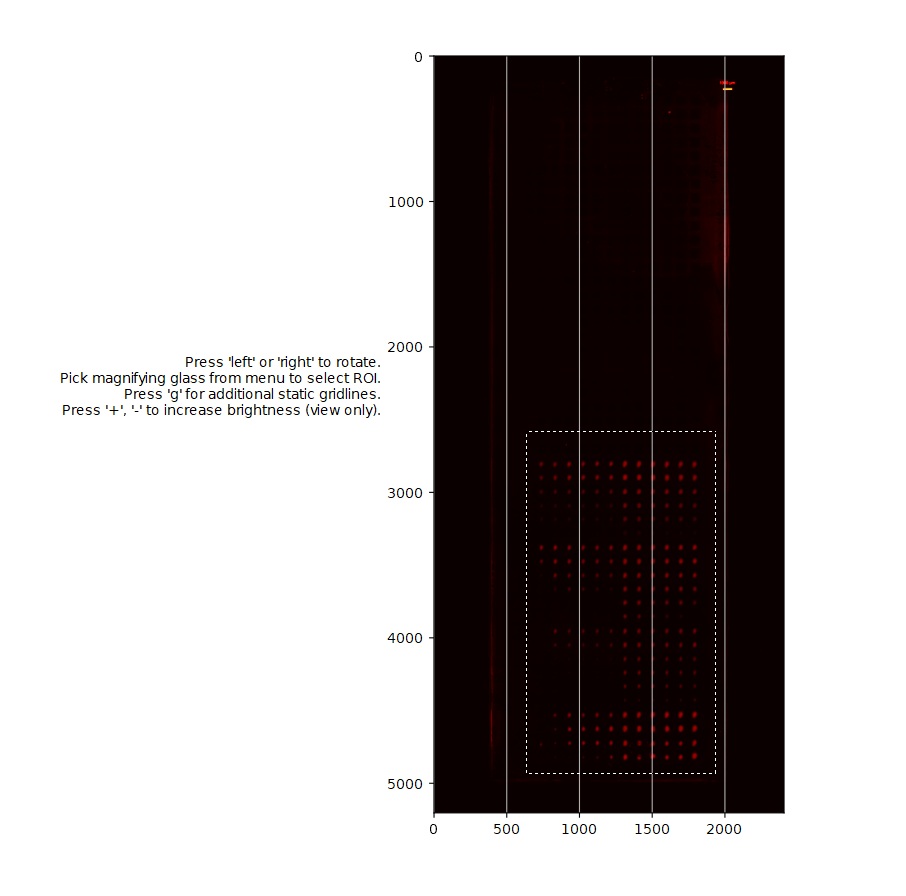 Press 'left' or 'right' to rotate.
Pick magnifying glass from menu to select ROI.
Press 'g' for additional static gridlines.
Press '+', '-' to increase brightness (view only).
0
1000
2000
3000
4000
5000
0 500 1000 1500 2000